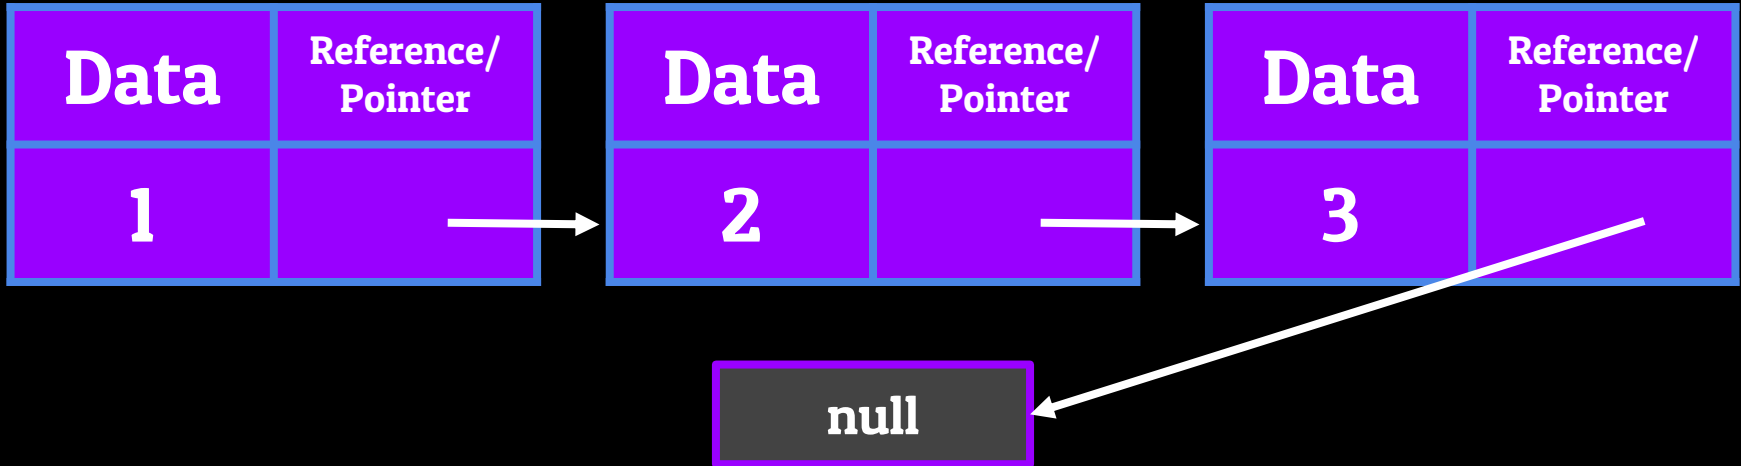 Data
Reference/
Pointer
Data
Reference/
Pointer
Data
Reference/
Pointer
1
2
3
null